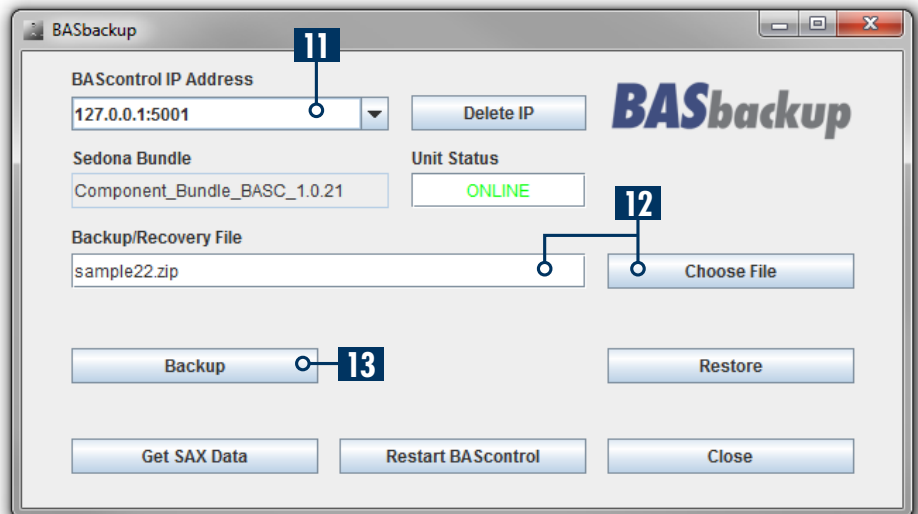 BASbackup
11
BAScontrol IP Address
127.0.0.1:5001
Delete IP
BASbackup
Sedona Bundle
Unit Status
Component_Bundle_BASC_1.0.21
ONLINE
12
Backup/Recovery File
sample22.zip
Choose File
Backup
13
Restore
Get SAX Data
Restart BAScontrol
Close